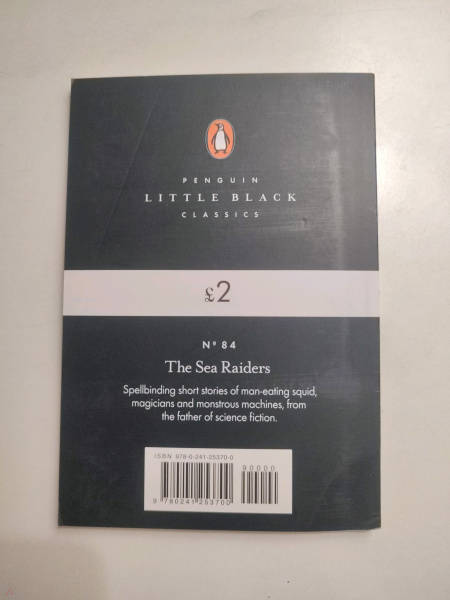 PENGUIN
LITTLE BLACK
CLASSICS
£2
Nº 84
The Sea Raiders
Spellbinding short stories of man-eating squid,
magicians and monstrous machines, from
the father of science fiction.
ISBN 978-0-241-25370-0
90000
9 780241 253700